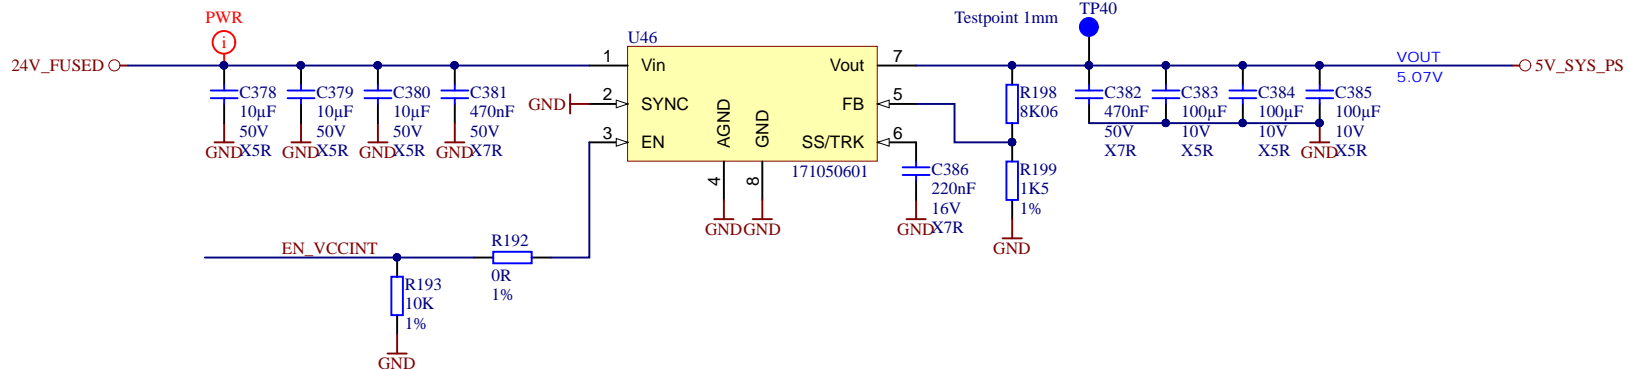 PWR
i
24V_FUSED
C378
10µF
50V
X5R
GND
C379
10µF
50V
X5R
GND
C380
10µF
50V
X5R
GND
C381
470nF
50V
X7R
GND
U46
1
Vin
GND
2
SYNC
3
EN
AGND
4
GND
GND
8
GND
Vout
7
FB
5
SS/TRK
6
171050601
C386
220nF
16V
X7R
GND
R198
8K06
R199
1K5
1%
GND
Testpoint 1mm
TP40
C382
470nF
50V
X7R
C383
100µF
10V
X5R
C384
100µF
10V
X5R
C385
100µF
10V
X5R
GND
VOUT
5.07V
5V_SYS_PS
EN_VCCINT
R192
0R
1%
R193
10K
1%
GND